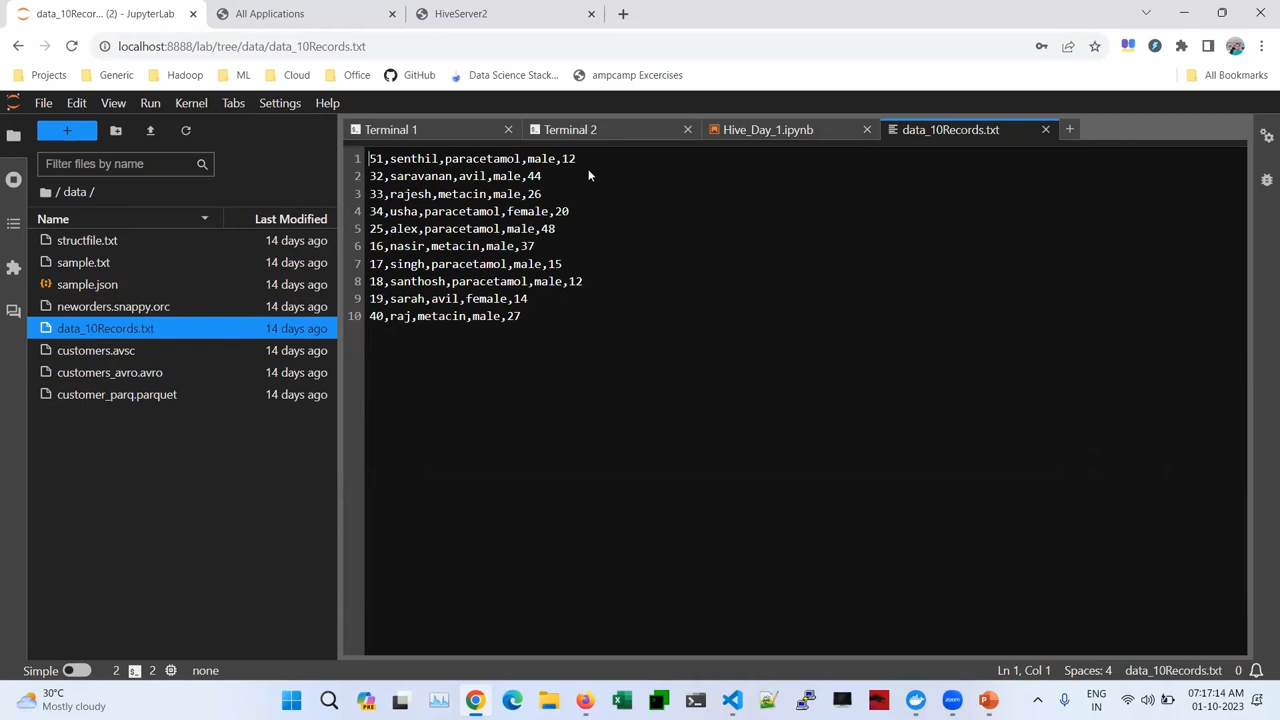 data_10Recor... (2) - JupyterLab
All Applications
HiveServer2
localhost:8888/lab/tree/data/data_10Records.txt
Projects Generic Hadoop ML Cloud Office GitHub Data Science Stack... ampcamp Excercises All Bookmarks
File Edit View Run Kernel Tabs Settings Help
Terminal 1 Terminal 2 Hive_Day_1.ipynb data_10Records.txt
Filter files by name
/ data /
Name Last Modified
structfile.txt 14 days ago
sample.txt 14 days ago
sample.json 14 days ago
neworders.snappy.orc 14 days ago
data_10Records.txt 14 days ago
customers.avsc 14 days ago
customers_avro.avro 14 days ago
customer_parq.parquet 14 days ago
1 51,senthil,paracetamol,male,12
2 32,saravanan,avil,male,44
3 33,rajesh,metacin,male,26
4 34,usha,paracetamol,female,20
5 25,alex,paracetamol,male,48
6 16,nasir,metacin,male,37
7 17,singh,paracetamol,male,15
8 18,santhosh,paracetamol,male,12
9 19,sarah,avil,female,14
10 40,raj,metacin,male,27
Simple 2 2 none Ln 1, Col 1 Spaces: 4 data_10Records.txt 0
30°C
Mostly cloudy
PRE
ENG
IN
07:17:14 AM
01-10-2023